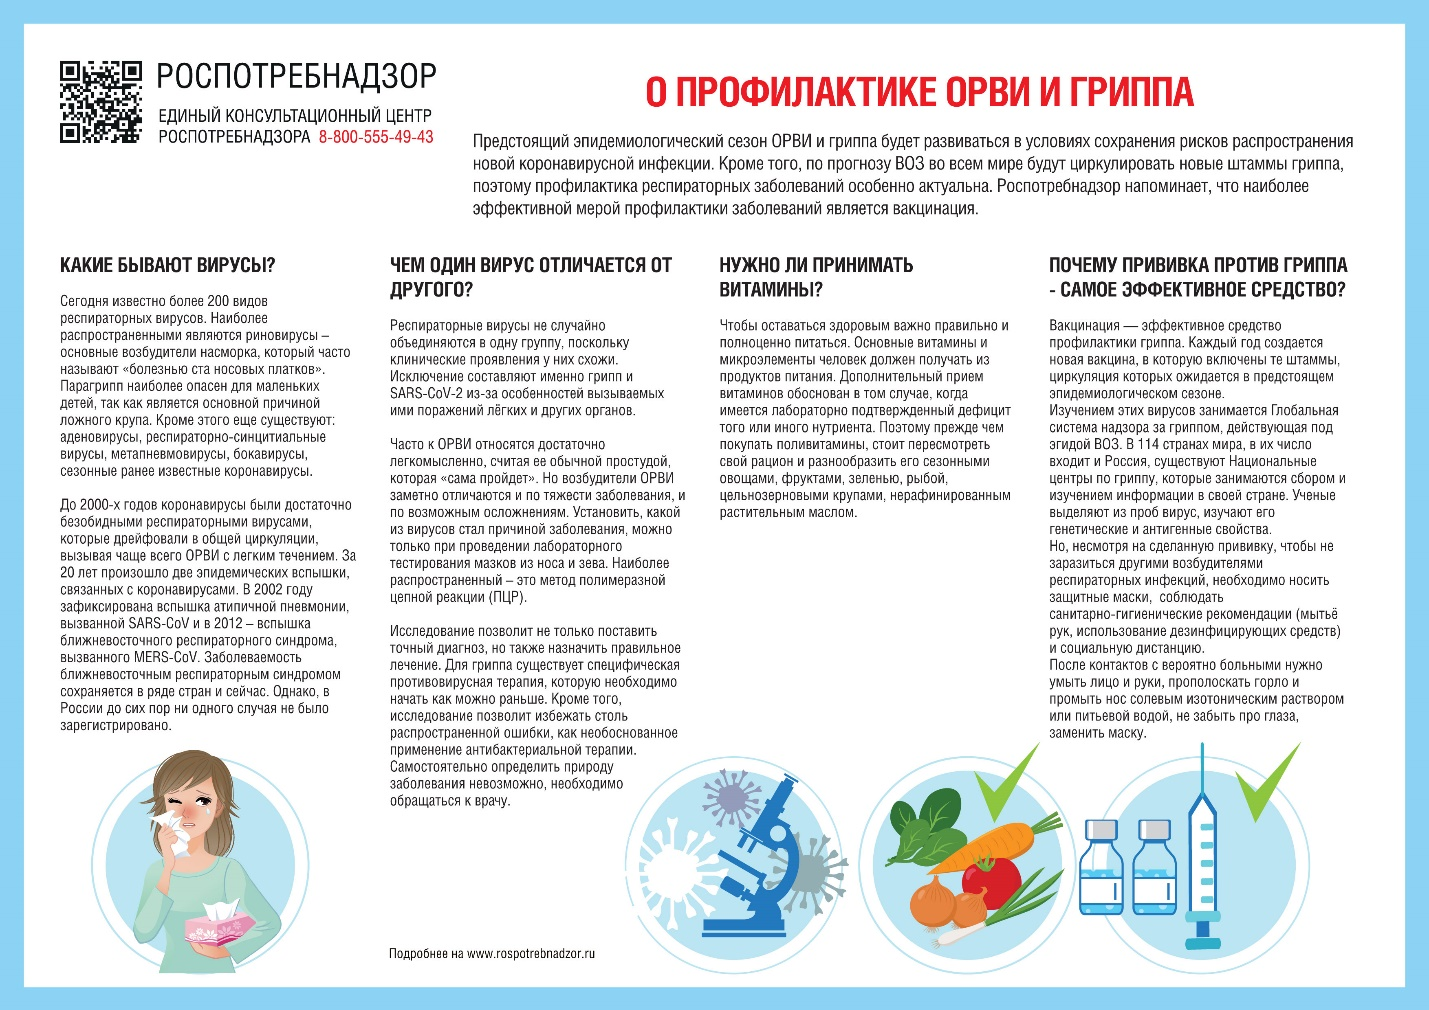 РОСПОТРЕБНАДЗОР
ЕДИНЫЙ КОНСУЛЬТАЦИОННЫЙ ЦЕНТР
РОСПОТРЕБНАДЗОРА 8-800-555-49-43
О ПРОФИЛАКТИКЕ ОРВИ И ГРИППА
Предстоящий эпидемиологический сезон ОРВИ и гриппа будет развиваться в условиях сохранения рисков распространения
новой коронавирусной инфекции. Кроме того, по прогнозу ВОЗ во всем мире будут циркулировать новые штаммы гриппа,
поэтому профилактика респираторных заболеваний особенно актуальна. Роспотребнадзор напоминает, что наиболее
эффективной мерой профилактики заболеваний является вакцинация.
КАКИЕ БЫВАЮТ ВИРУСЫ?
Сегодня известно более 200 видов
респираторных вирусов. Наиболее
распространенными являются риновирусы –
основные возбудители насморка, который часто
называют «болезнью ста носовых платков».
Парагрипп наиболее опасен для маленьких
детей, так как является основной причиной
ложного крупа. Кроме этого еще существуют:
аденовирусы, респираторно-синцитиальные
вирусы, метапневмовирусы, бокавирусы,
сезонные ранее известные коронавирусы.
До 2000-х годов коронавирусы были достаточно
безобидными респираторными вирусами,
которые дрейфовали в общей циркуляции,
вызывая чаще всего ОРВИ с легким течением. За
20 лет произошло две эпидемических вспышки,
связанных с коронавирусами. В 2002 году
зафиксирована вспышка атипичной пневмонии,
вызванной SARS-CoV и в 2012 – вспышка
ближневосточного респираторного синдрома,
вызванного MERS-CoV. Заболеваемость
ближневосточным респираторным синдромом
сохраняется в ряде стран и сейчас. Однако, в
России до сих пор ни одного случая не было
зарегистрировано.
ЧЕМ ОДИН ВИРУС ОТЛИЧАЕТСЯ ОТ
ДРУГОГО?
Респираторные вирусы не случайно
объединяются в одну группу, поскольку
клинические проявления у них схожи.
Исключение составляют именно грипп и
SARS-CoV-2 из-за особенностей вызываемых
ими поражений лёгких и других органов.
Часто к ОРВИ относятся достаточно
легкомысленно, считая ее обычной простудой,
которая «сама пройдет». Но возбудители ОРВИ
заметно отличаются и по тяжести заболевания, и
по возможным осложнениям. Установить, какой
из вирусов стал причиной заболевания, можно
только при проведении лабораторного
тестирования мазков из носа и зева. Наиболее
распространенный – это метод полимеразной
цепной реакции (ПЦР).
Исследование позволит не только поставить
точный диагноз, но также назначить правильное
лечение. Для гриппа существует специфическая
противовирусная терапия, которую необходимо
начать как можно раньше. Кроме того,
исследование позволит избежать столь
распространенной ошибки, как необоснованное
применение антибактериальной терапии.
Самостоятельно определить природу
заболевания невозможно, необходимо
обращаться к врачу.
Подробнее на www.rospotrebnadzor.ru
НУЖНО ЛИ ПРИНИМАТЬ
ВИТАМИНЫ?
Чтобы оставаться здоровым важно правильно и
полноценно питаться. Основные витамины и
микроэлементы человек должен получать из
продуктов питания. Дополнительный прием
витаминов обоснован в том случае, когда
имеется лабораторно подтвержденный дефицит
того или иного нутриента. Поэтому прежде чем
покупать поливитамины, стоит пересмотреть
свой рацион и разнообразить его сезонными
овощами, фруктами, зеленью, рыбой,
цельнозерновыми крупами, нерафинированным
растительным маслом.
ПОЧЕМУ ПРИВИВКА ПРОТИВ ГРИППА
- САМОЕ ЭФФЕКТИВНОЕ СРЕДСТВО?
Вакцинация — эффективное средство
профилактики гриппа. Каждый год создается
новая вакцина, в которую включены те штаммы,
циркуляция которых ожидается в предстоящем
эпидемиологическом сезоне.
Изучением этих вирусов занимается Глобальная
система надзора за гриппом, действующая под
эгидой ВОЗ. В 114 странах мира, в их число
входит и Россия, существуют Национальные
центры по гриппу, которые занимаются сбором и
изучением информации в своей стране. Ученые
выделяют из проб вирус, изучают его
генетические и антигенные свойства.
Но, несмотря на сделанную прививку, чтобы не
заразиться другими возбудителями
респираторных инфекций, необходимо носить
защитные маски, соблюдать
санитарно-гигиенические рекомендации (мытьё
рук, использование дезинфицирующих средств)
и социальную дистанцию.
После контактов с вероятно больными нужно
умыть лицо и руки, прополоскать горло и
промыть нос солевым изотоническим раствором
или питьевой водой, не забыть про глаза,
заменить маску.